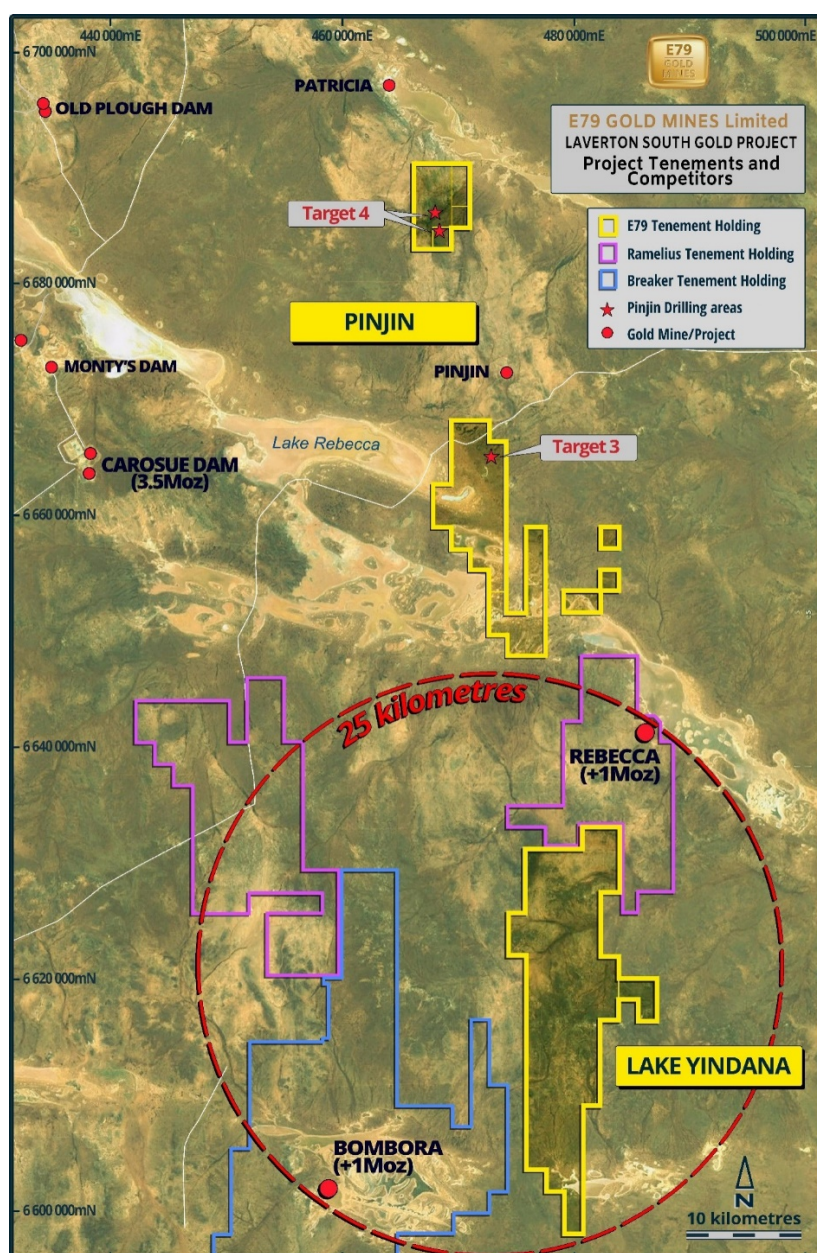 440 000mE
460 000mE
480 000mE
500 000mE
6 700 000mN
E79
GOLD
MINES
PATRICIA
OLD PLOUGH DAM
E79 GOLD MINES Limited
LAVERTON SOUTH GOLD PROJECT
Project Tenements and
Competitors
Target 4
E79 Tenement Holding
Ramelius Tenement Holding
Breaker Tenement Holding
Pinjin Drilling areas
Gold Mine/Project
6 680 000mN
PINJIN
MONTY'S DAM
PINJIN
Lake Rebecca
Target 3
CAROSUE DAM
(3.5Moz)
6 660 000mN
25 kilometres
6 640 000mN
REBECCA
(+1Moz)
6 620 000mN
LAKE YINDANA
BOMBORA
(+1Moz)
6 600 000mN
N
10 kilometres